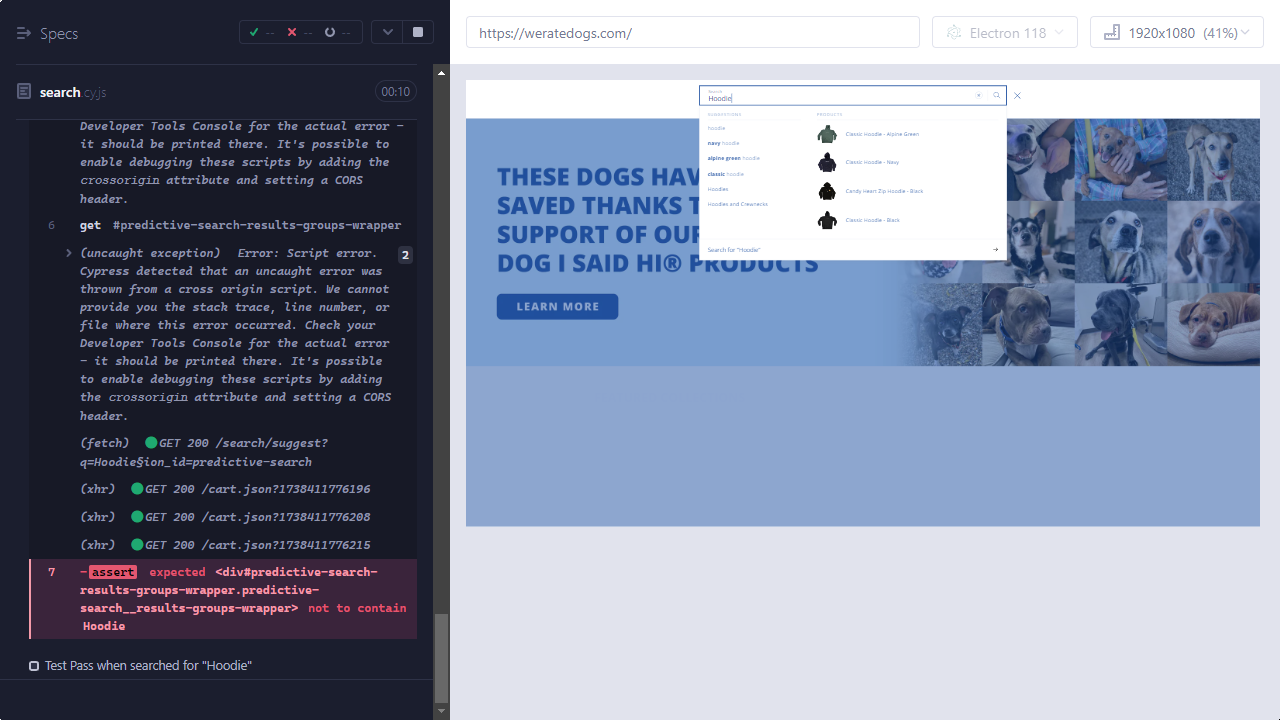 Specs
--
--
--
search.cy.js
00:10
Developer Tools Console for the actual error –
it should be printed there. It's possible to
enable debugging these scripts by adding the
crossorigin attribute and setting a CORS
header.
6 get #predictive-search-results-groups-wrapper
(uncaught exception) Error: Script error. 2
Cypress detected that an uncaught error was
thrown from a cross origin script. We cannot
provide you the stack trace, line number, or
file where this error occurred. Check your
Developer Tools Console for the actual error
– it should be printed there. It's possible
to enable debugging these scripts by adding
the crossorigin attribute and setting a CORS
header.
(fetch) GET 200 /search/suggest?
q=Hoodie§ion_id=predictive-search
(xhr) GET 200 /cart.json?1738411776196
(xhr) GET 200 /cart.json?1738411776208
(xhr) GET 200 /cart.json?1738411776215
7 -assert expected <div#predictive-search-
results-groups-wrapper.predictive-
search__results-groups-wrapper> not to contain
Hoodie
Test Pass when searched for "Hoodie"
https://weratedogs.com/
Electron 118
1920x1080 (41%)
Search
Hoodie
SUGGESTIONS
hoodie
navy hoodie
alpine green hoodie
classic hoodie
Hoodies
Hoodies and Crewnecks
PRODUCTS
Classic Hoodie - Alpine Green
Classic Hoodie - Navy
Candy Heart Zip Hoodie - Black
Classic Hoodie - Black
Search for "Hoodie"
THESE DOGS HAV
SAVED THANKS T
SUPPORT OF OUR
DOG I SAID HI® PRODUCTS
LEARN MORE